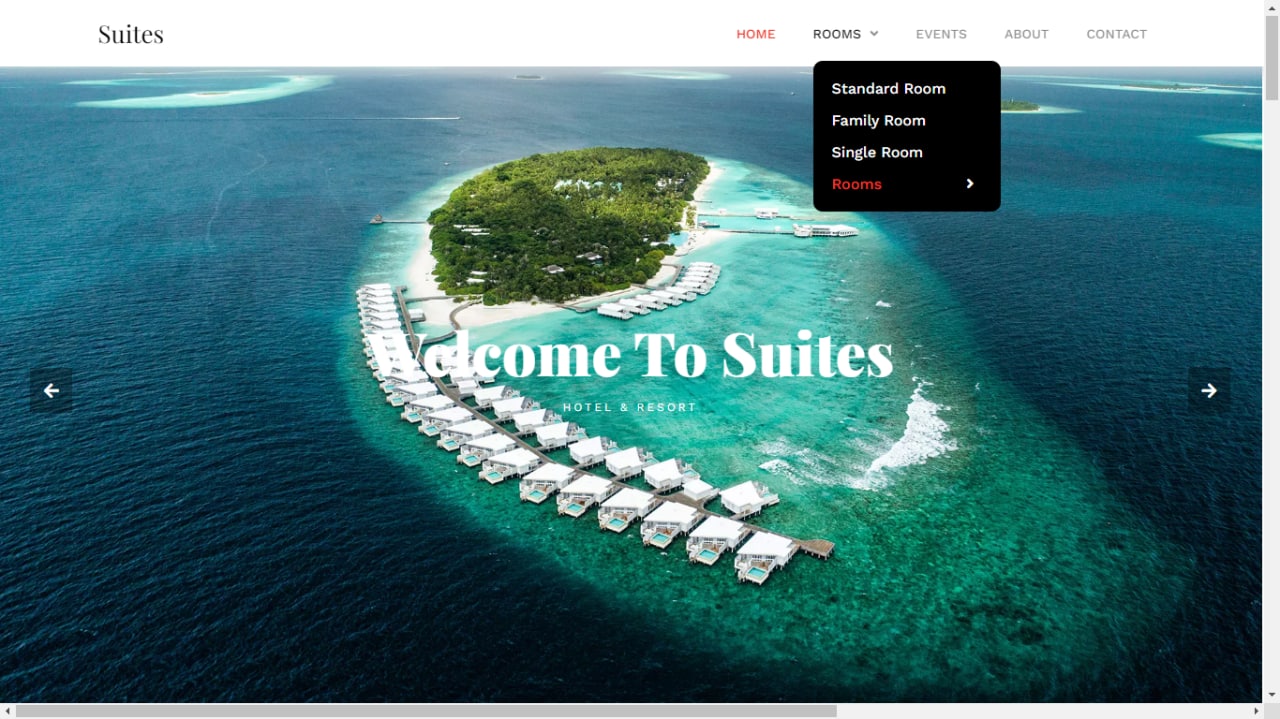 Suites
HOME ROOMS EVENTS ABOUT CONTACT
Standard Room
Family Room
Single Room
Rooms
Welcome To Suites
HOTEL & RESORT